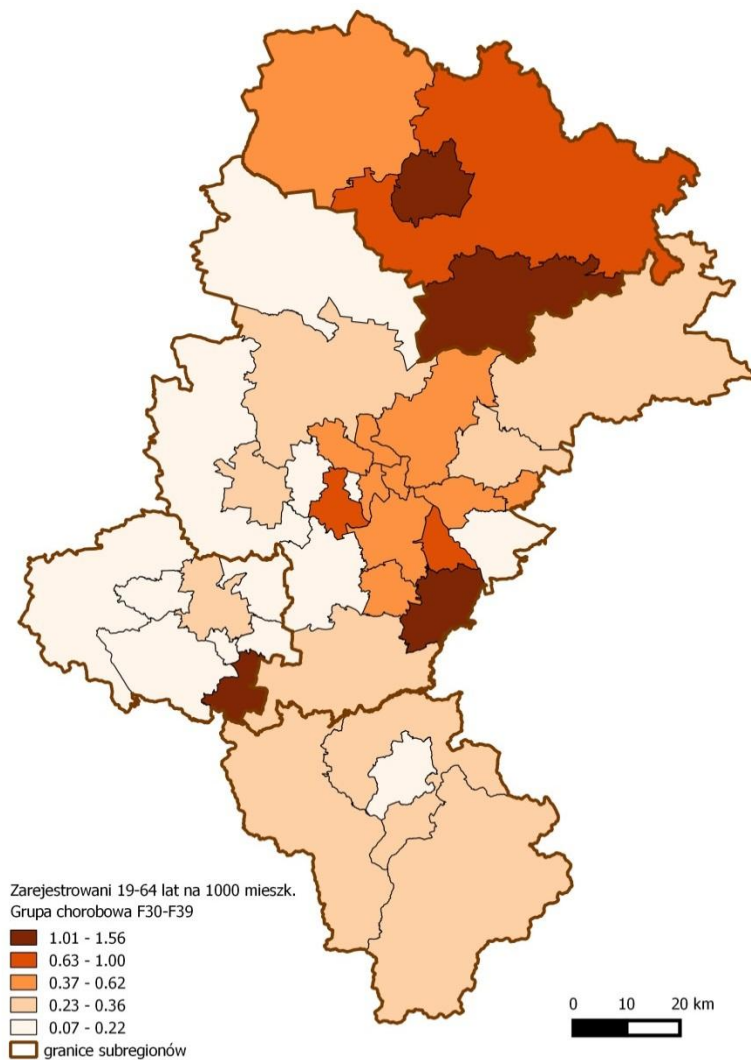 Zarejestrowani 19-64 lat na 1000 mieszk.
Grupa chorobowa F30-F39
1.01 - 1.56
0.63 - 1.00
0.37 - 0.62
0.23 - 0.36
0.07 - 0.22
granice subregionów
0 10 20 km